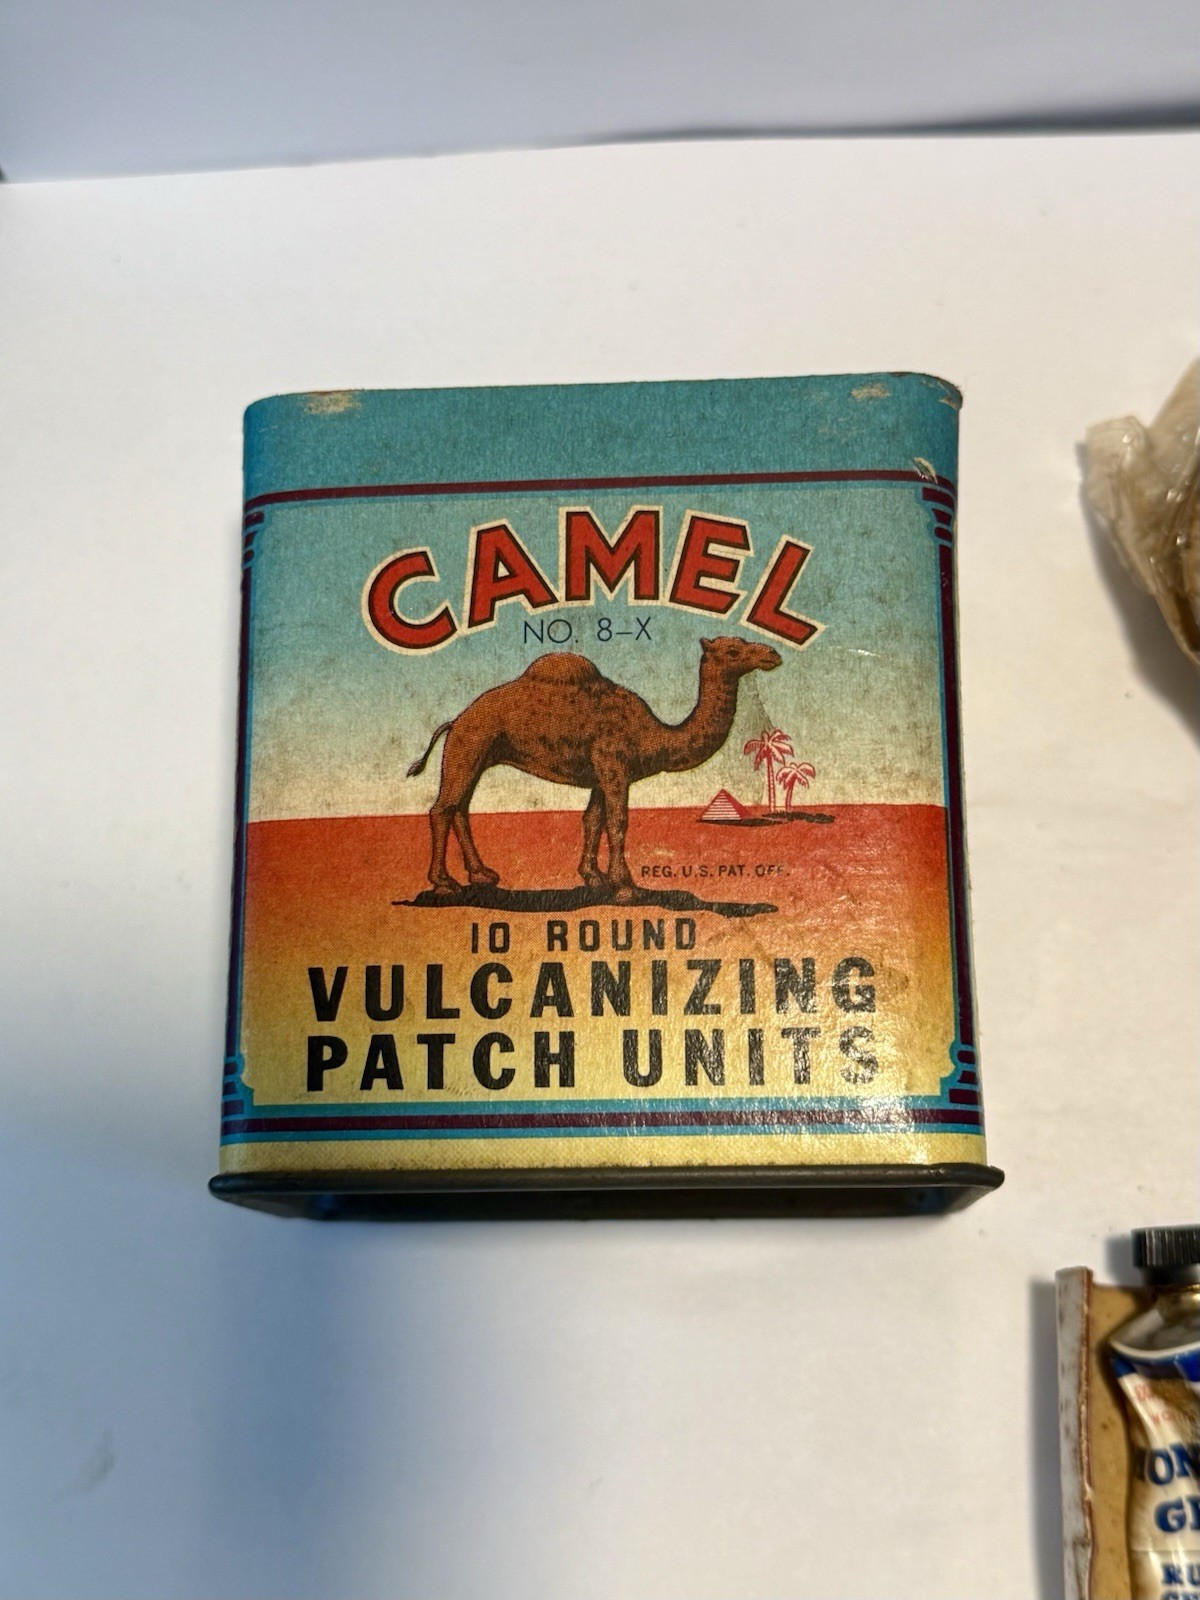 CAMEL
NO. 8-X
REG. U.S. PAT. OFF.
10 ROUND
VULCANIZING
PATCH UNITS